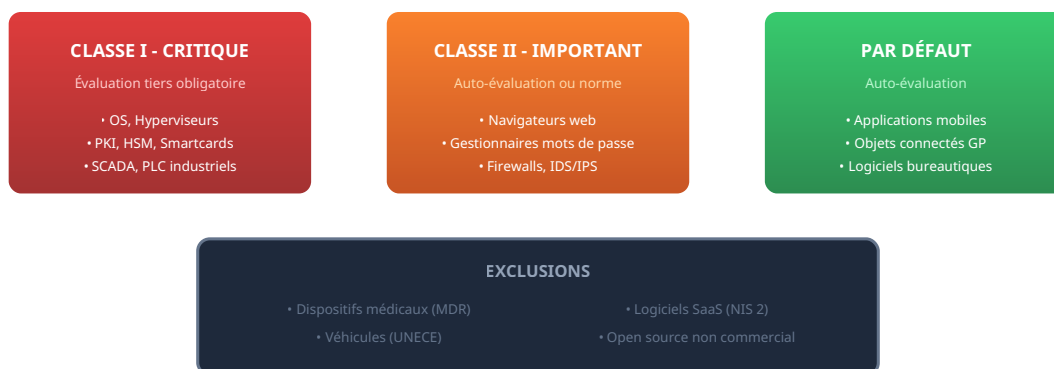 CLASSE I - CRITIQUE
Évaluation tiers obligatoire
• OS, Hyperviseurs
• PKI, HSM, Smartcards
• SCADA, PLC industriels
CLASSE II - IMPORTANT
Auto-évaluation ou norme
• Navigateurs web
• Gestionnaires mots de passe
• Firewalls, IDS/IPS
PAR DÉFAUT
Auto-évaluation
• Applications mobiles
• Objets connectés GP
• Logiciels bureautiques
EXCLUSIONS
• Dispositifs médicaux (MDR)
• Véhicules (UNECE)
• Logiciels SaaS (NIS 2)
• Open source non commercial